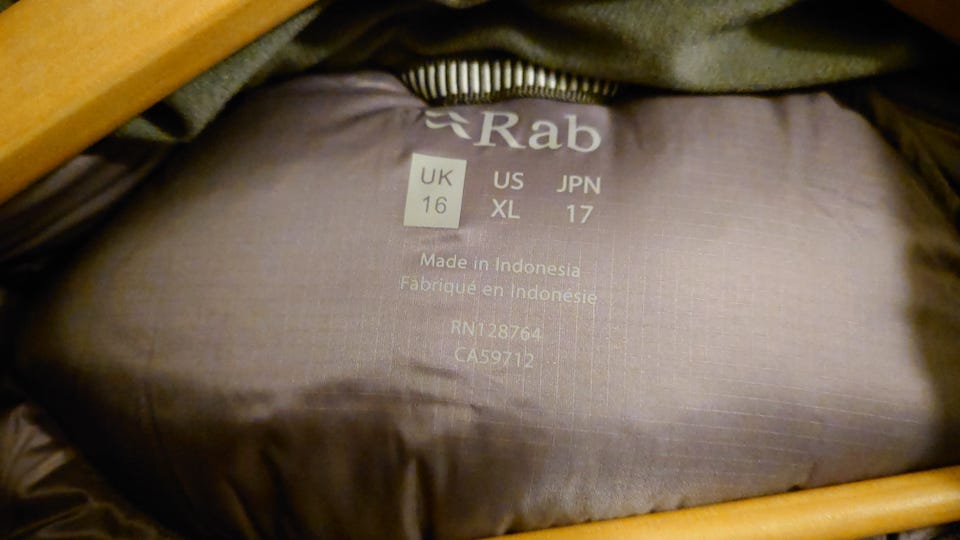 Rab
UK US JPN
16 XL 17
Made in Indonesia
Fabriqué en Indonésie
RN128764
CA59712